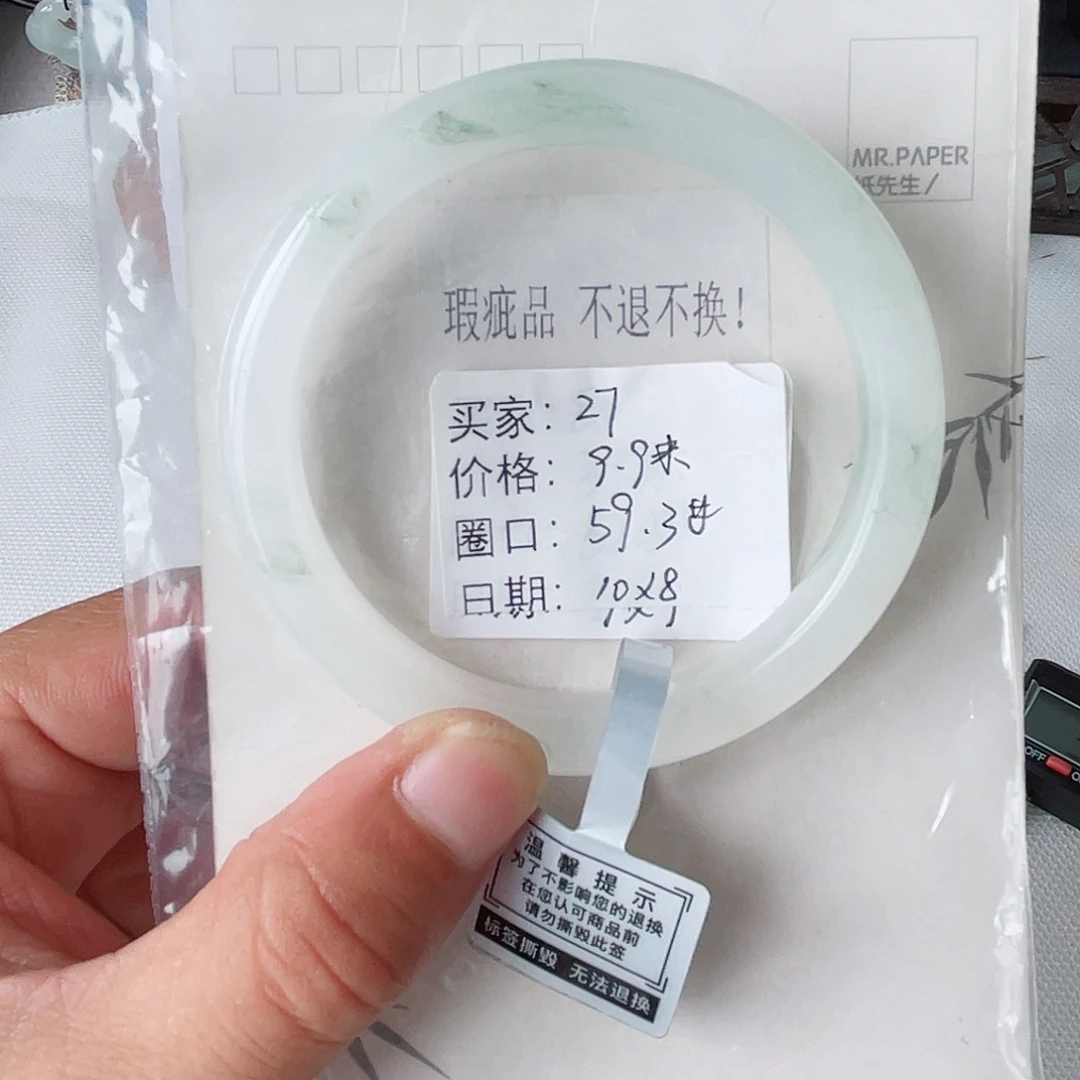 MR.PAPER
纸先生/
瑕疵品 不退不换!
买家: 27
价格: 9.9米
圈口: 59.3
日期: 10x8
温馨提示
为了不影响您的退换
在您认可商品前
请勿撕毁此签
标签撕毁 无法退换
OFF